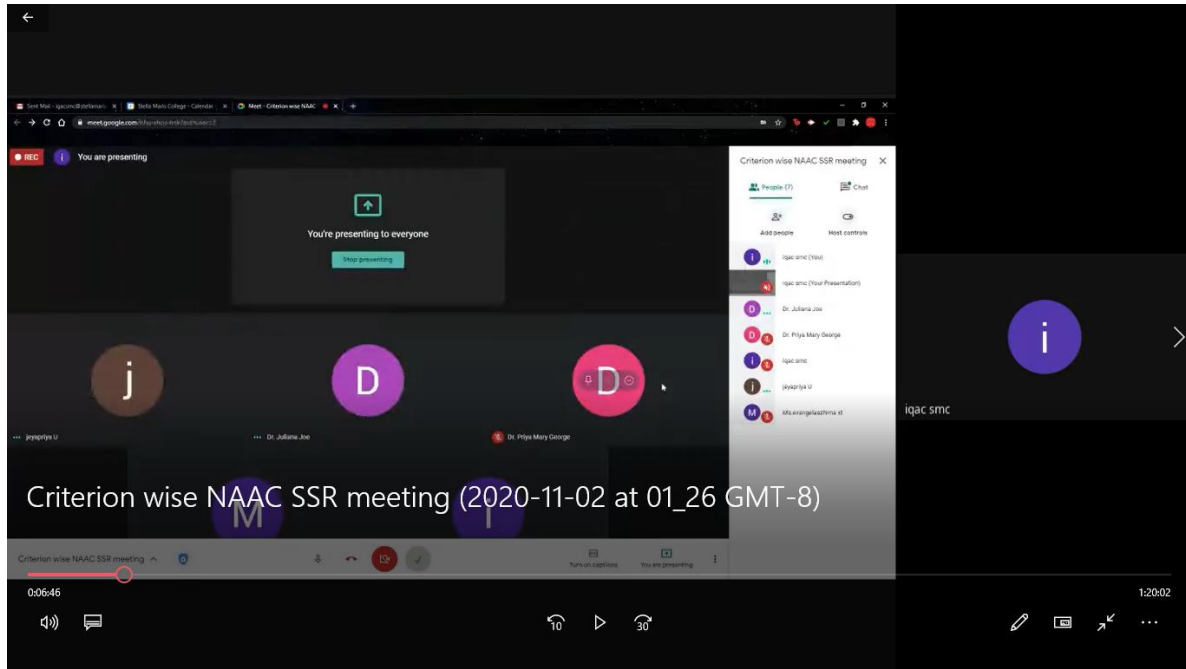 Sent Mail - iqacsmc@stellamaris
Stella Maris College - Calendar
Meet - Criterion wise NAAC
meet.google.com
REC
i
You are presenting
You're presenting to everyone
Stop presenting
j
D
D
jeyapriya U
Dr. Juliana Joe
Dr. Priya Mary George
M
i
Criterion wise NAAC SSR meeting
Turn on captions
You are presenting
Criterion wise NAAC SSR meeting
People (7)
Chat
Add people
Host controls
i
iqac smc (You)
iqac smc (Your Presentation)
D
Dr. Juliana Joe
D
Dr. Priya Mary George
i
iqac smc
j
jeyapriya U
M
i
iqac smc
Criterion wise NAAC SSR meeting (2020-11-02 at 01_26 GMT-8)
0:06:46
1:20:02
10
30